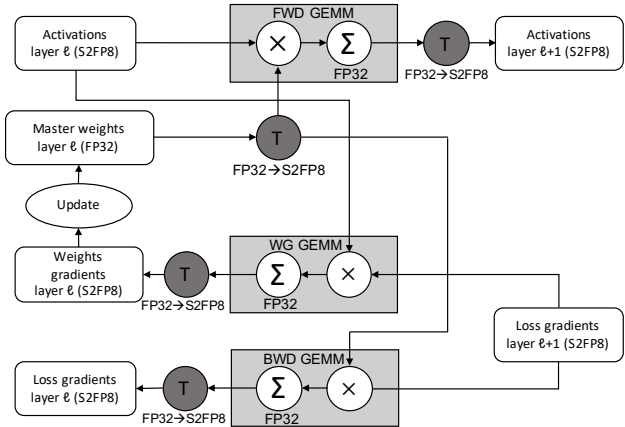 FWD GEMM
Activations
layer ℓ (S2FP8)
×
Σ
FP32
T
FP32→S2FP8
Activations
layer ℓ+1 (S2FP8)
Master weights
layer ℓ (FP32)
T
FP32→S2FP8
Update
WG GEMM
Weights
gradients
layer ℓ (S2FP8)
T
FP32→S2FP8
Σ
FP32
×
Loss gradients
layer ℓ+1 (S2FP8)
BWD GEMM
Loss gradients
layer ℓ (S2FP8)
T
FP32→S2FP8
Σ
FP32
×